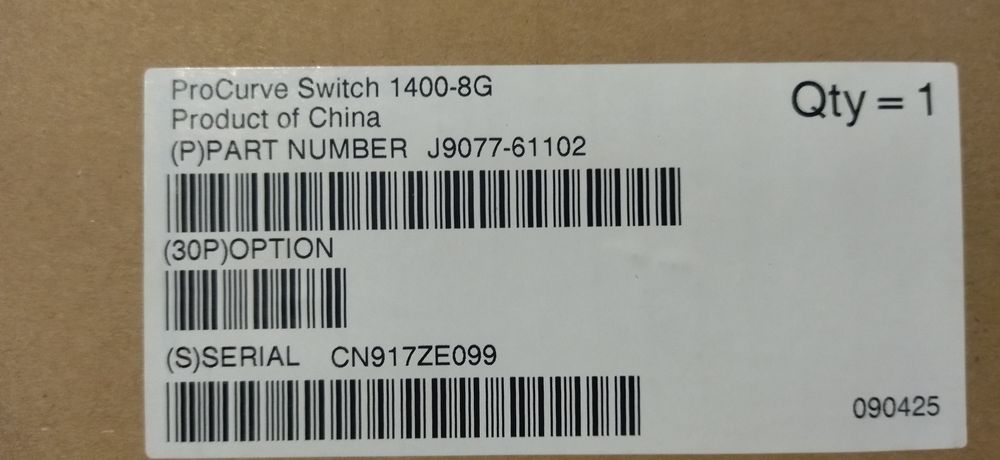 ProCurve Switch 1400-8G
Qty = 1
Product of China
(P)PART NUMBER J9077-61102
(30P)OPTION
(S)SERIAL CN917ZE099
090425